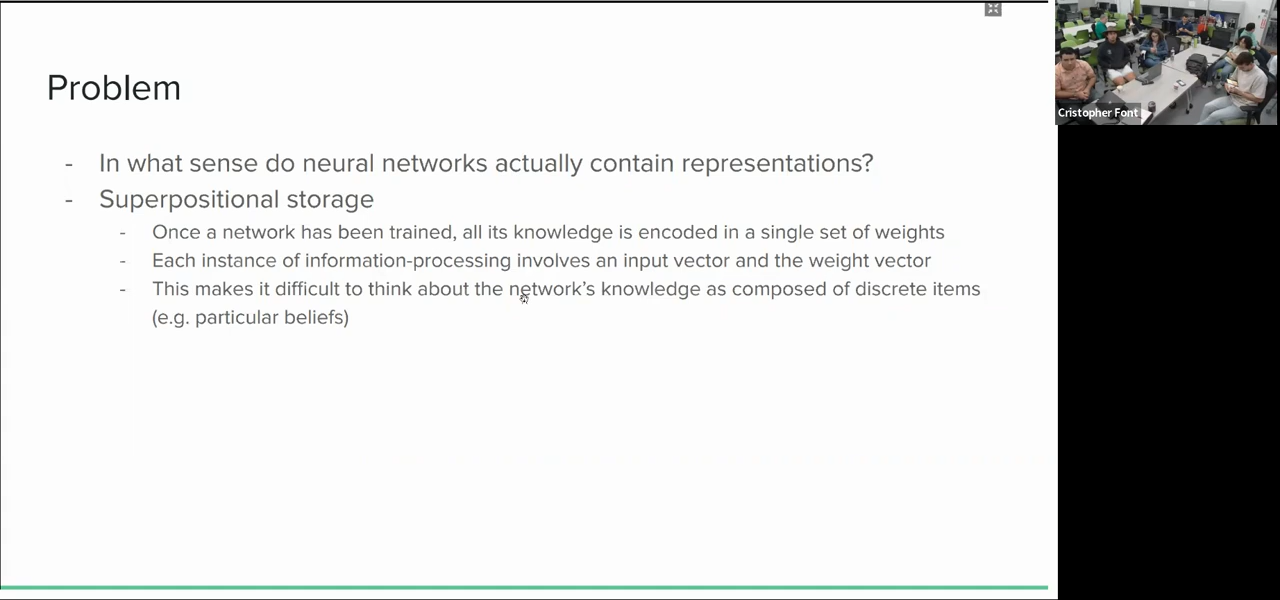 Problem
- In what sense do neural networks actually contain representations?
- Superpositional storage
- Once a network has been trained, all its knowledge is encoded in a single set of weights
- Each instance of information-processing involves an input vector and the weight vector
- This makes it difficult to think about the network's knowledge as composed of discrete items
(e.g. particular beliefs)
Cristopher Font